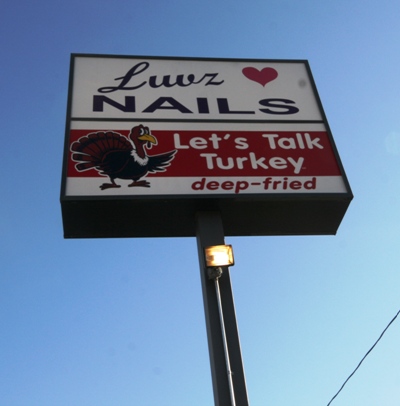 Luvz
NAILS
Let's Talk
Turkey
deep-fried